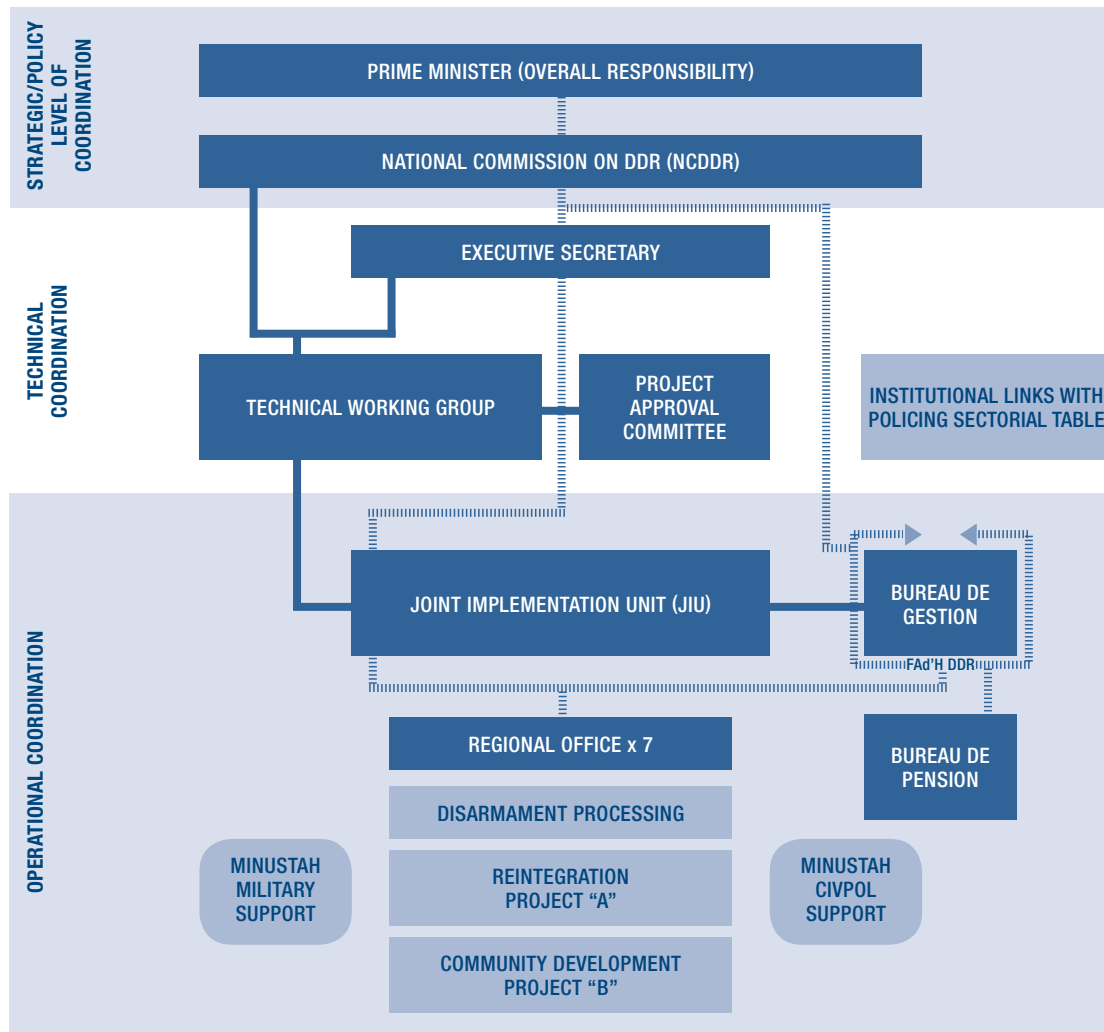 STRATEGIC/POLICY
LEVEL OF
COORDINATION
PRIME MINISTER (OVERALL RESPONSIBILITY)
NATIONAL COMMISSION ON DDR (NCDDR)
TECHNICAL
COORDINATION
EXECUTIVE SECRETARY
TECHNICAL WORKING GROUP
PROJECT
APPROVAL
COMMITTEE
INSTITUTIONAL LINKS WITH
POLICING SECTORIAL TABLE
OPERATIONAL COORDINATION
JOINT IMPLEMENTATION UNIT (JIU)
BUREAU DE
GESTION
FAd'H DDR
REGIONAL OFFICE x 7
BUREAU DE
PENSION
DISARMAMENT PROCESSING
MINUSTAH
MILITARY
SUPPORT
REINTEGRATION
PROJECT “A”
MINUSTAH
CIVPOL
SUPPORT
COMMUNITY DEVELOPMENT
PROJECT “B”